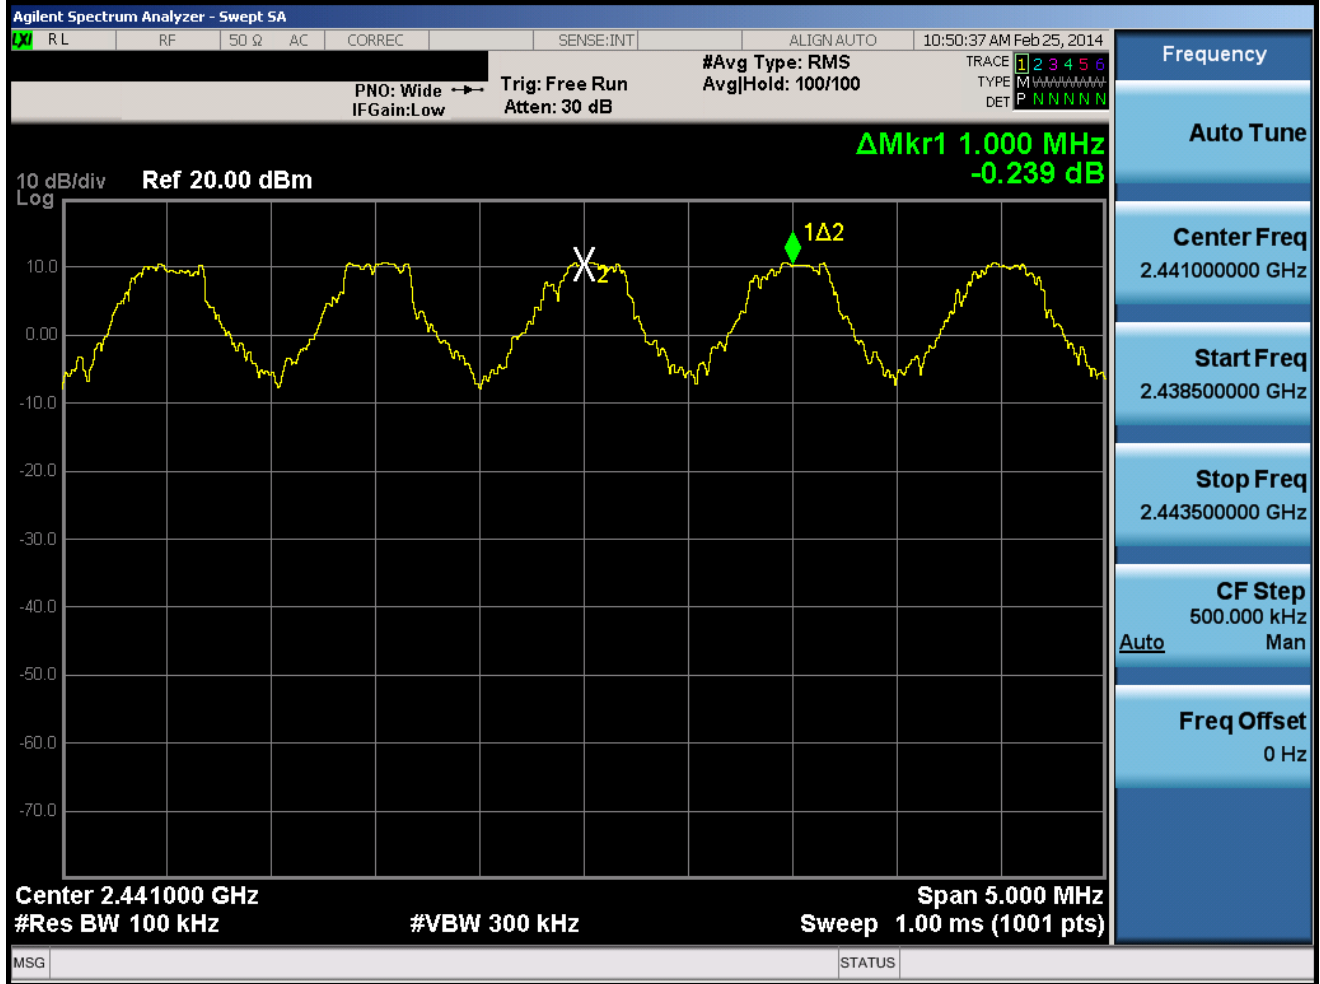 Agilent Spectrum Analyzer - Swept SA
LXI RL RF 50 Ω AC CORREC SENSE:INT ALIGN AUTO 10:50:37 AM Feb 25, 2014
PNO: Wide
IFGain:Low
Trig: Free Run
Atten: 30 dB
#Avg Type: RMS
Avg|Hold: 100/100
TRACE 1 2 3 4 5 6
TYPE M WWWWW
DET P N N N N N
ΔMkr1 1.000 MHz
-0.239 dB
10 dB/div Ref 20.00 dBm
Log
1Δ2
10.0
2
0.00
-10.0
-20.0
-30.0
-40.0
-50.0
-60.0
-70.0
Center 2.441000 GHz Span 5.000 MHz
#Res BW 100 kHz #VBW 300 kHz Sweep 1.00 ms (1001 pts)
MSG STATUS
Frequency
Auto Tune
Center Freq
2.441000000 GHz
Start Freq
2.438500000 GHz
Stop Freq
2.443500000 GHz
CF Step
500.000 kHz
Auto Man
Freq Offset
0 Hz